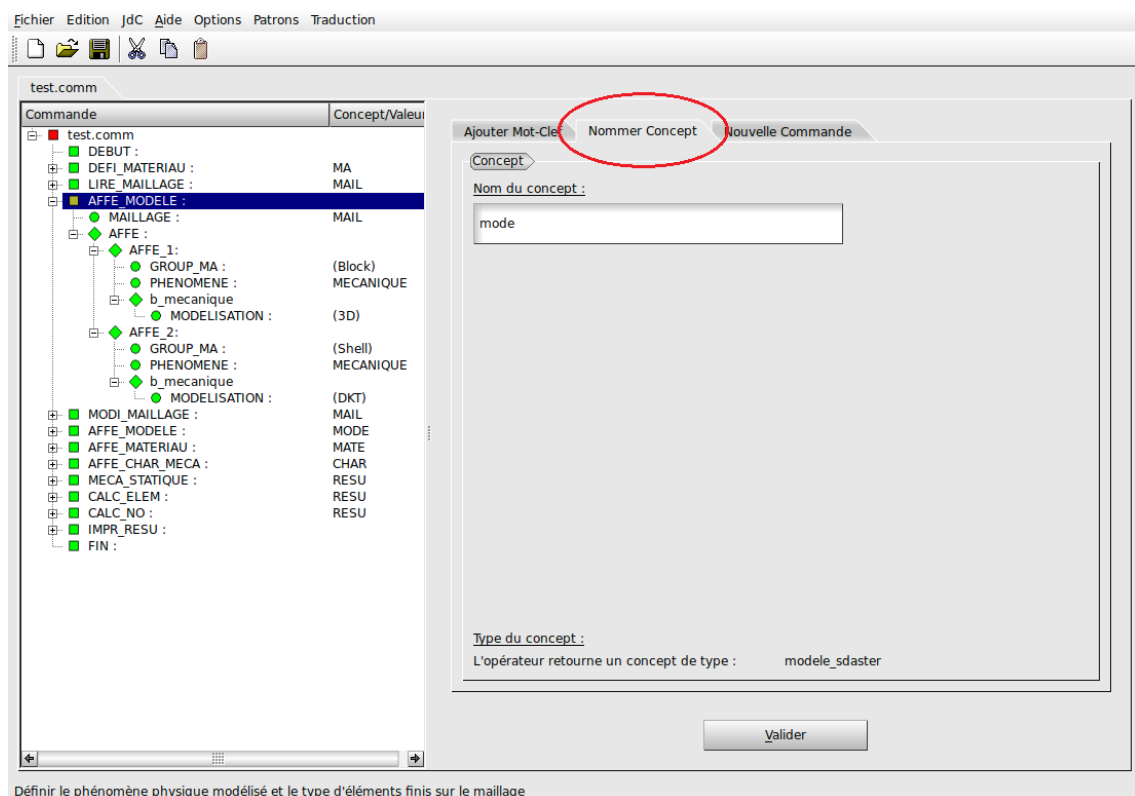 Fichier Edition JdC Aide Options Patrons Traduction
test.comm
Commande Concept/Valeu
test.comm
DEBUT :
DEFI_MATERIAU : MA
LIRE_MAILLAGE : MAIL
AFFE_MODELE :
MAILLAGE : MAIL
AFFE :
AFFE_1:
GROUP_MA : (Block)
PHENOMENE : MECANIQUE
b_mecanique
MODELISATION : (3D)
AFFE_2:
GROUP_MA : (Shell)
PHENOMENE : MECANIQUE
b_mecanique
MODELISATION : (DKT)
MODI_MAILLAGE : MAIL
AFFE_MODELE : MODE
AFFE_MATERIAU : MATE
AFFE_CHAR_MECA : CHAR
MECA_STATIQUE : RESU
CALC_ELEM : RESU
CALC_NO : RESU
IMPR_RESU :
FIN :
Ajouter Mot-Clef Nommer Concept Nouvelle Commande
Concept
Nom du concept :
mode
Type du concept :
L'opérateur retourne un concept de type : modele_sdaster
Valider
Définir le phénomène physique modélisé et le type d'éléments finis sur le maillage